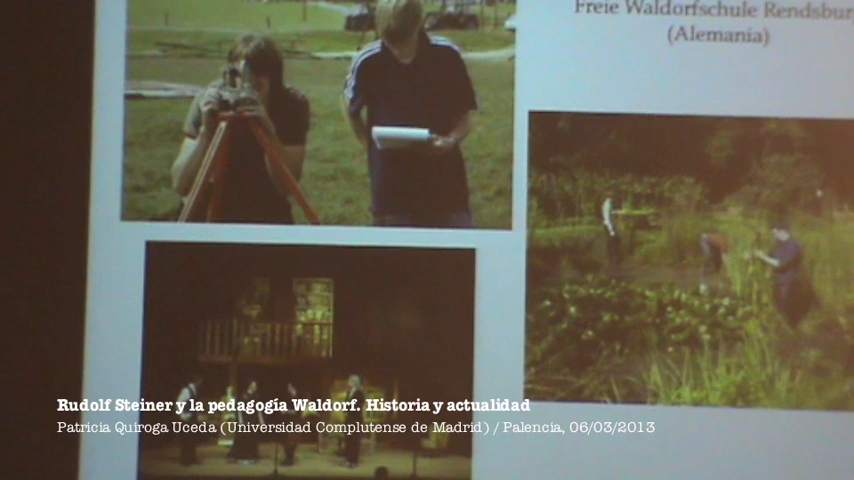 Freie Waldorfschule Rendsbur
(Alemania)
Rudolf Steiner y la pedagogía Waldorf. Historia y actualidad
Patricia Quiroga Uceda (Universidad Complutense de Madrid) / Palencia, 06/03/2013